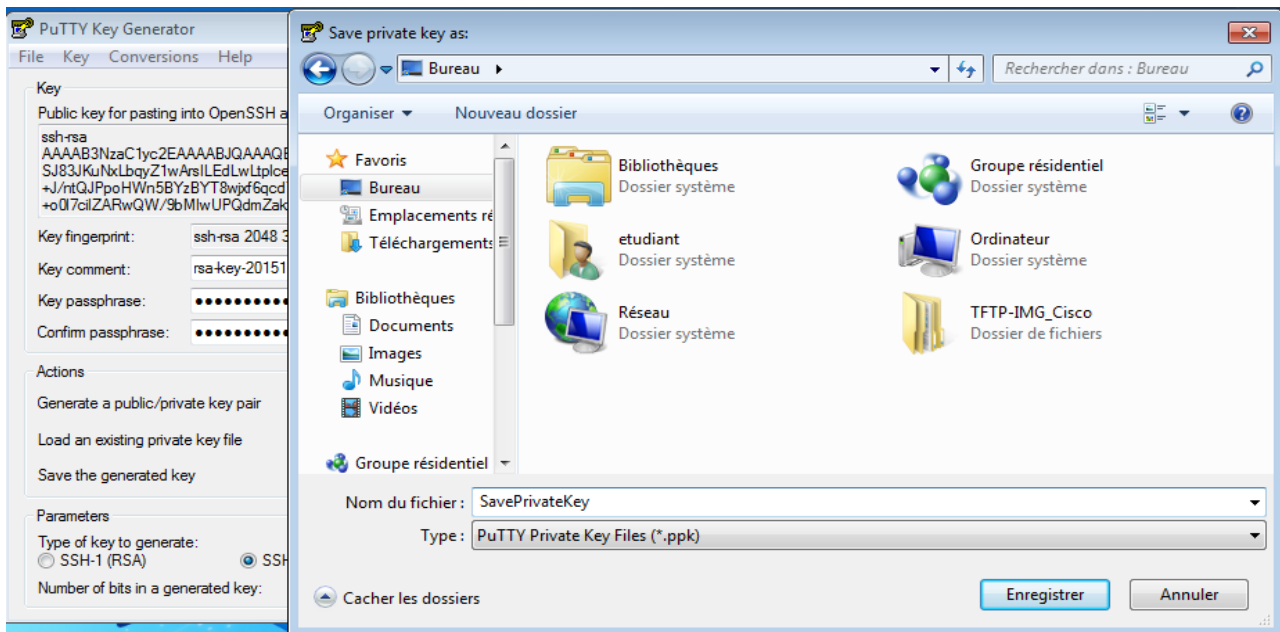 PuTTY Key Generator
File Key Conversions Help
Key
Public key for pasting into OpenSSH a
ssh-rsa
AAAAB3NzaC1yc2EAAAABJQAAAQE
SJ83JKuNxLbqyZ1wArsILEdLwLtplce
+J/ntQJPpoHWn5BYzBYT8wjxf6qcd
+o0I7cilZARwQW/9bMIwUPQdmZak
Key fingerprint: ssh-rsa 2048 3
Key comment: rsa-key-20151
Key passphrase: ●●●●●●●●●●
Confirm passphrase: ●●●●●●●●●●
Actions
Generate a public/private key pair
Load an existing private key file
Save the generated key
Parameters
Type of key to generate:
SSH-1 (RSA) SSH
Number of bits in a generated key:
Save private key as:
Bureau
Rechercher dans : Bureau
Organiser Nouveau dossier
Favoris
Bureau
Emplacements ré
Téléchargements
Bibliothèques
Documents
Images
Musique
Vidéos
Groupe résidentiel
Bibliothèques
Dossier système
Groupe résidentiel
Dossier système
etudiant
Dossier système
Ordinateur
Dossier système
Réseau
Dossier système
TFTP-IMG_Cisco
Dossier de fichiers
Nom du fichier : SavePrivateKey
Type : PuTTY Private Key Files (*.ppk)
Cacher les dossiers
Enregistrer Annuler